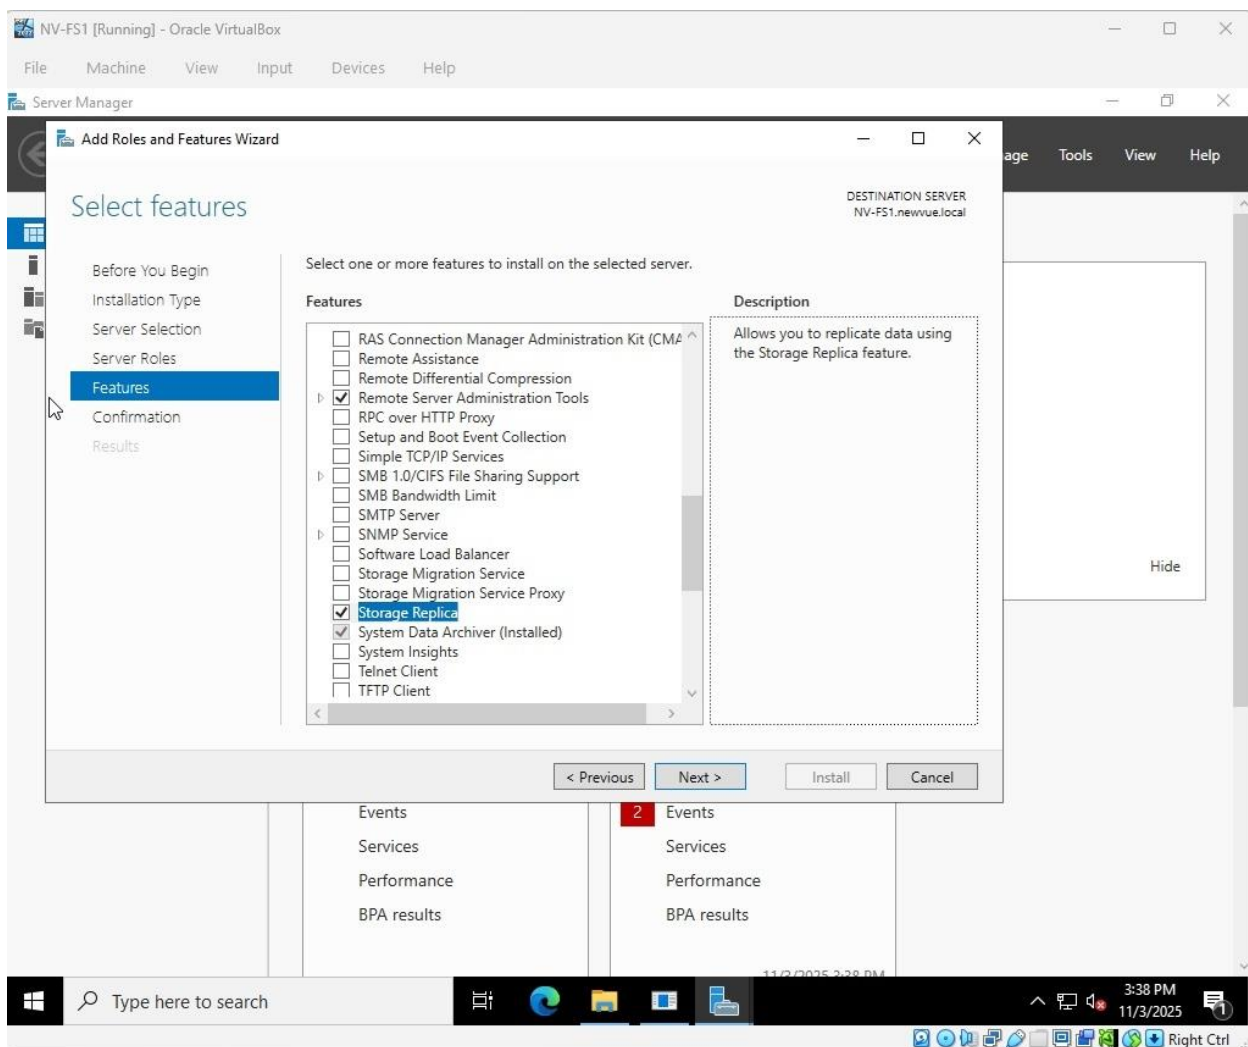 NV-FS1 [Running] - Oracle VirtualBox
File Machine View Input Devices Help
Server Manager
Add Roles and Features Wizard
age Tools View Help
Select features
DESTINATION SERVER
NV-FS1.newvue.local
Before You Begin
Installation Type
Server Selection
Server Roles
Features
Confirmation
Results
Select one or more features to install on the selected server.
Features
RAS Connection Manager Administration Kit (CMA
Remote Assistance
Remote Differential Compression
Remote Server Administration Tools
RPC over HTTP Proxy
Setup and Boot Event Collection
Simple TCP/IP Services
SMB 1.0/CIFS File Sharing Support
SMB Bandwidth Limit
SMTP Server
SNMP Service
Software Load Balancer
Storage Migration Service
Storage Migration Service Proxy
Storage Replica
System Data Archiver (Installed)
System Insights
Telnet Client
TFTP Client
Description
Allows you to replicate data using
the Storage Replica feature.
Hide
< Previous Next > Install Cancel
Events
Services
Performance
BPA results
2 Events
Services
Performance
BPA results
11/3/2025 3:38 PM
Type here to search
3:38 PM
11/3/2025
1
Right Ctrl